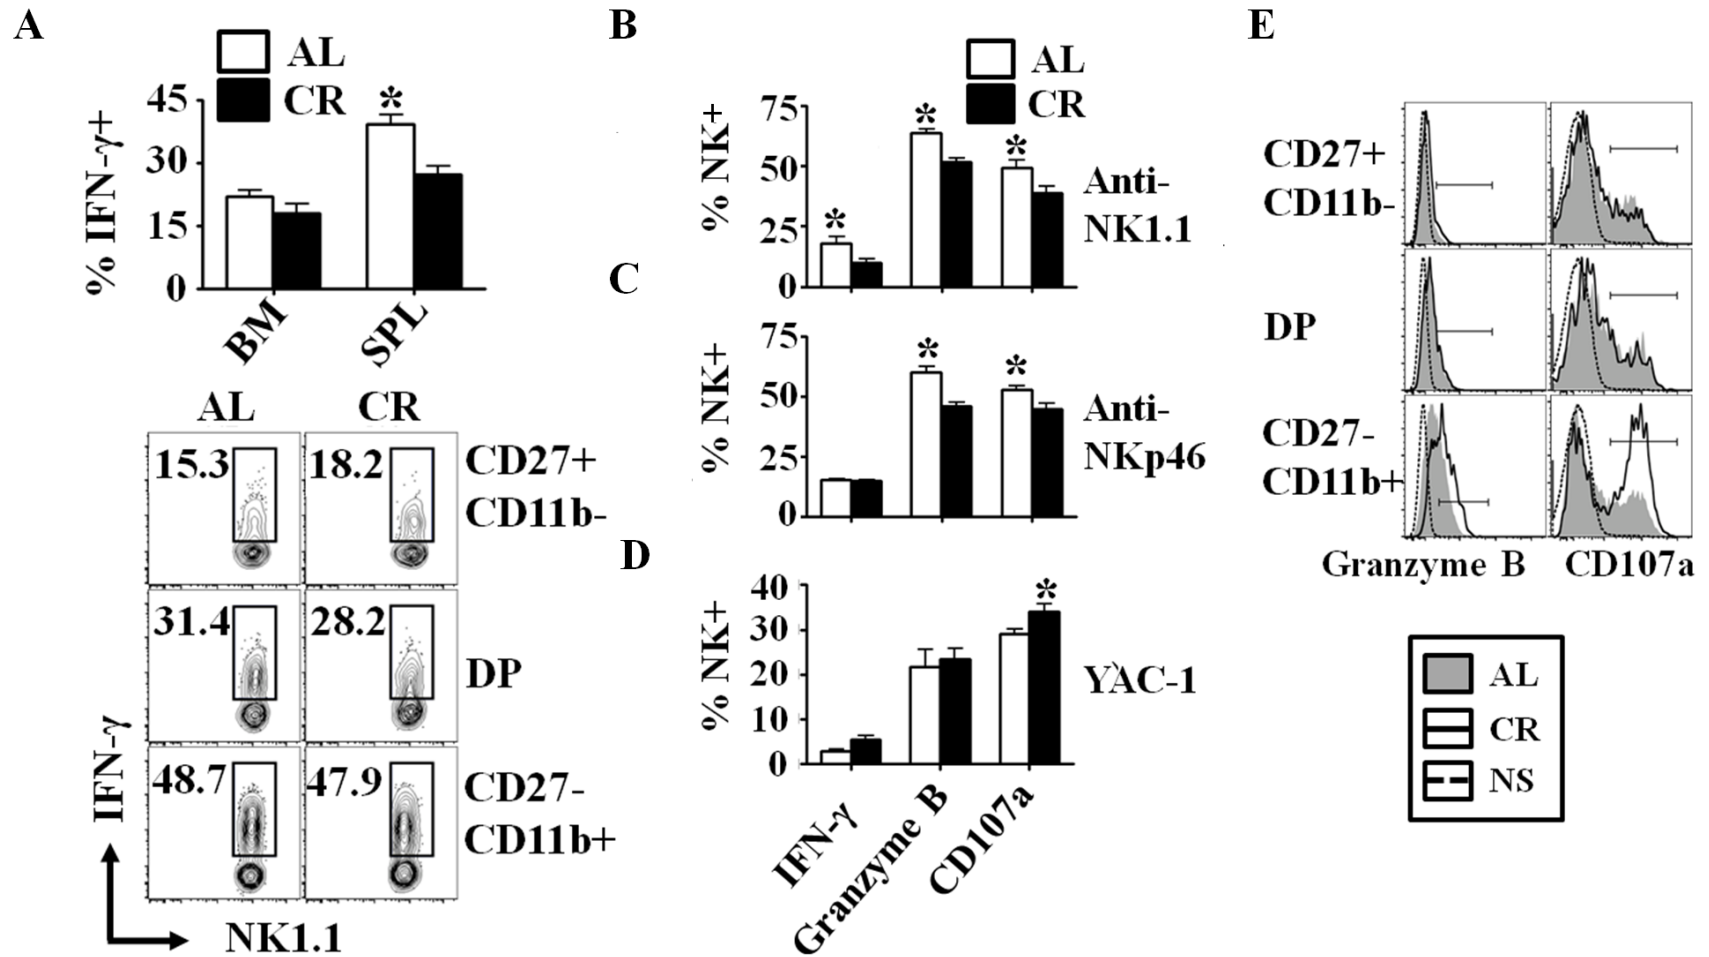 A
AL
CR
% IFN-γ+
45
30
15
0
*
BM
SPL
AL
CR
15.3
18.2
CD27+
CD11b-
31.4
28.2
DP
48.7
47.9
CD27-
CD11b+
IFN-γ
NK1.1
B
AL
CR
% NK+
75
50
25
0
*
*
*
Anti-
NK1.1
C
% NK+
75
50
25
0
*
*
Anti-
NKp46
D
% NK+
40
30
20
10
0
*
YAC-1
IFN-γ
Granzyme B
CD107a
E
CD27+
CD11b-
DP
CD27-
CD11b+
Granzyme B
CD107a
AL
CR
NS